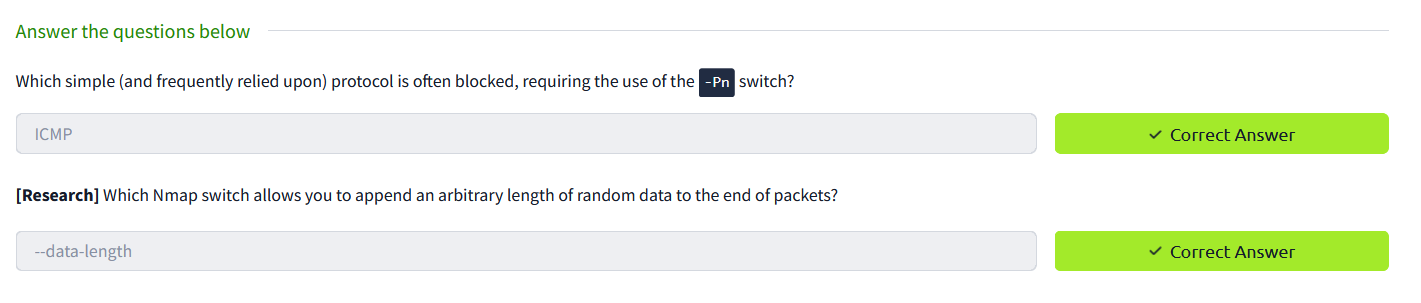 Answer the questions below
Which simple (and frequently relied upon) protocol is often blocked, requiring the use of the -Pn switch?
ICMP
✓ Correct Answer
[Research] Which Nmap switch allows you to append an arbitrary length of random data to the end of packets?
--data-length
✓ Correct Answer